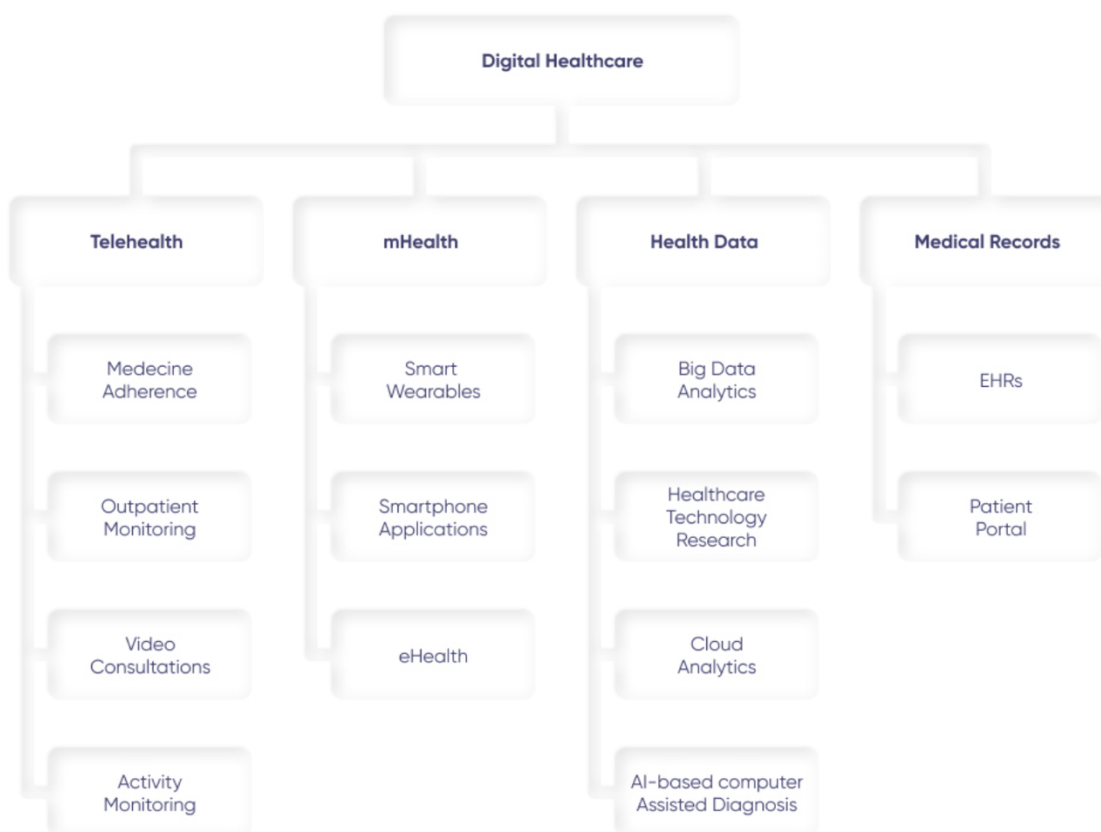 Digital Healthcare
Telehealth
mHealth
Health Data
Medical Records
Medecine
Adherence
Smart
Wearables
Big Data
Analytics
EHRs
Outpatient
Monitoring
Smartphone
Applications
Healthcare
Technology
Research
Patient
Portal
Video
Consultations
eHealth
Cloud
Analytics
Activity
Monitoring
AI-based computer
Assisted Diagnosis